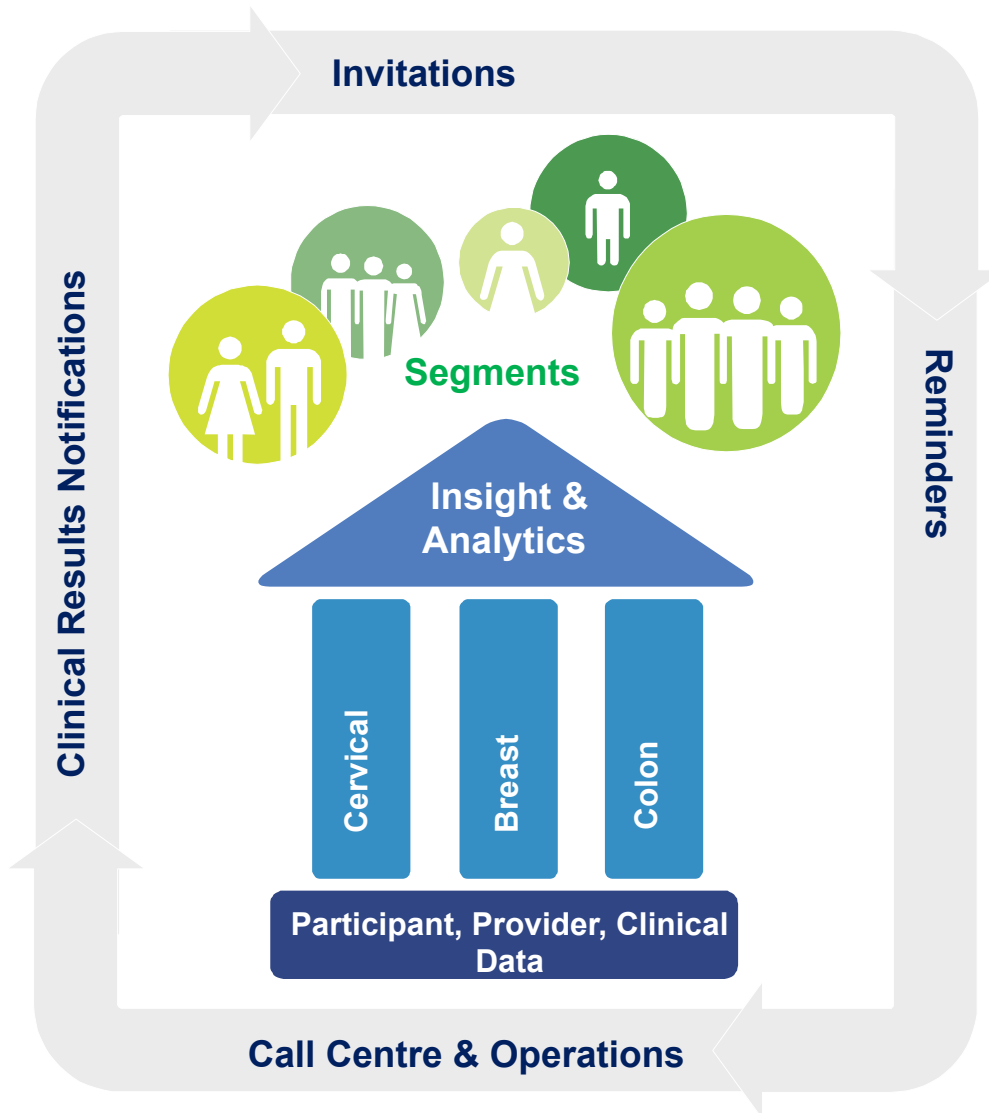 Invitations
Segments
Reminders
Clinical Results Notifications
Insight &
Analytics
Cervical
Breast
Colon
Participant, Provider, Clinical
Data
Call Centre & Operations